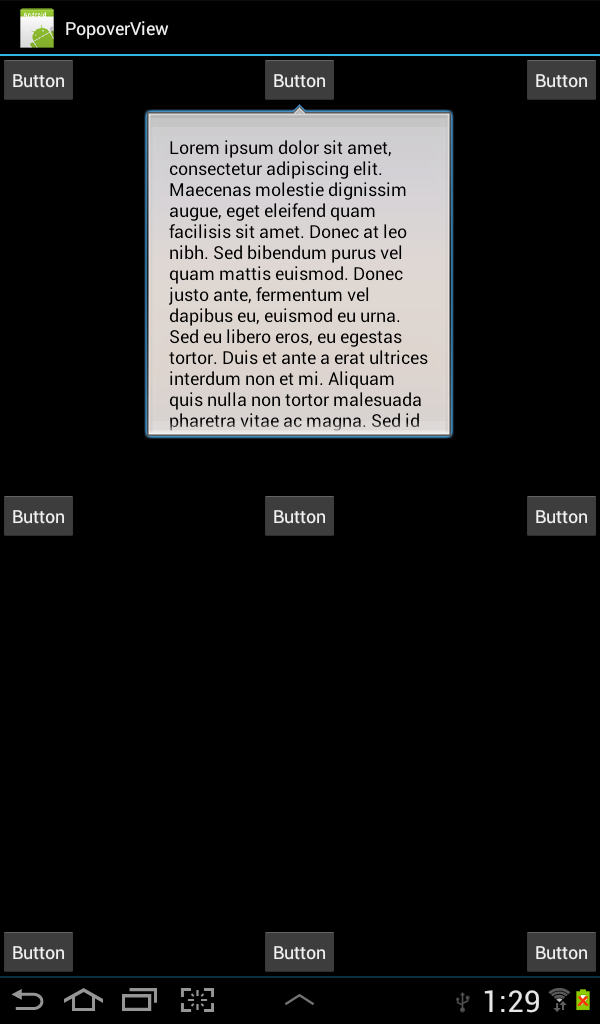 PopoverView
Button Button Button
Lorem ipsum dolor sit amet,
consectetur adipiscing elit.
Maecenas molestie dignissim
augue, eget eleifend quam
facilisis sit amet. Donec at leo
nibh. Sed bibendum purus vel
quam mattis euismod. Donec
justo ante, fermentum vel
dapibus eu, euismod eu urna.
Sed eu libero eros, eu egestas
tortor. Duis et ante a erat ultrices
interdum non et mi. Aliquam
quis nulla non tortor malesuada
pharetra vitae ac magna. Sed id
Button Button Button
Button Button Button
1:29